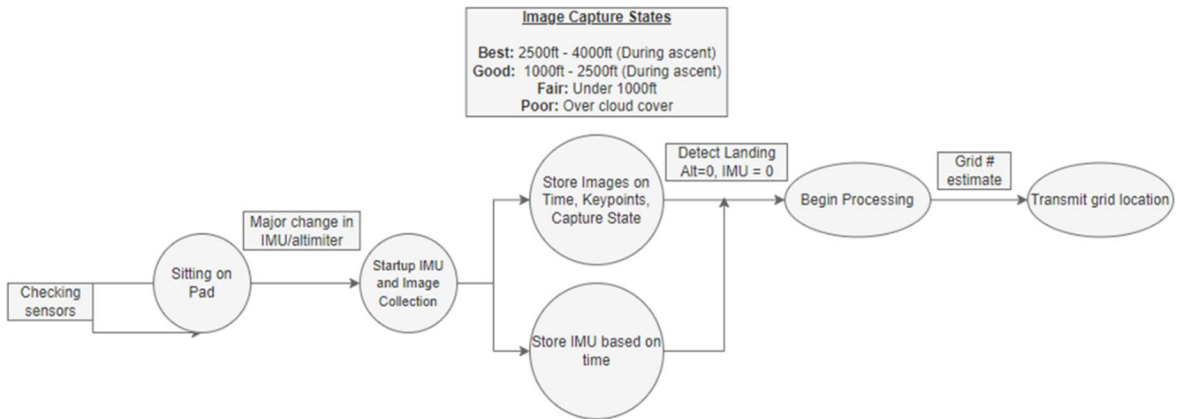 Image Capture States
Best: 2500ft - 4000ft (During ascent)
Good: 1000ft - 2500ft (During ascent)
Fair: Under 1000ft
Poor: Over cloud cover
Checking
sensors
Sitting on
Pad
Major change in
IMU/altimiter
Startup IMU
and Image
Collection
Store Images on
Time, Keypoints,
Capture State
Store IMU based on
time
Detect Landing
Alt=0, IMU = 0
Begin Processing
Grid #
estimate
Transmit grid location